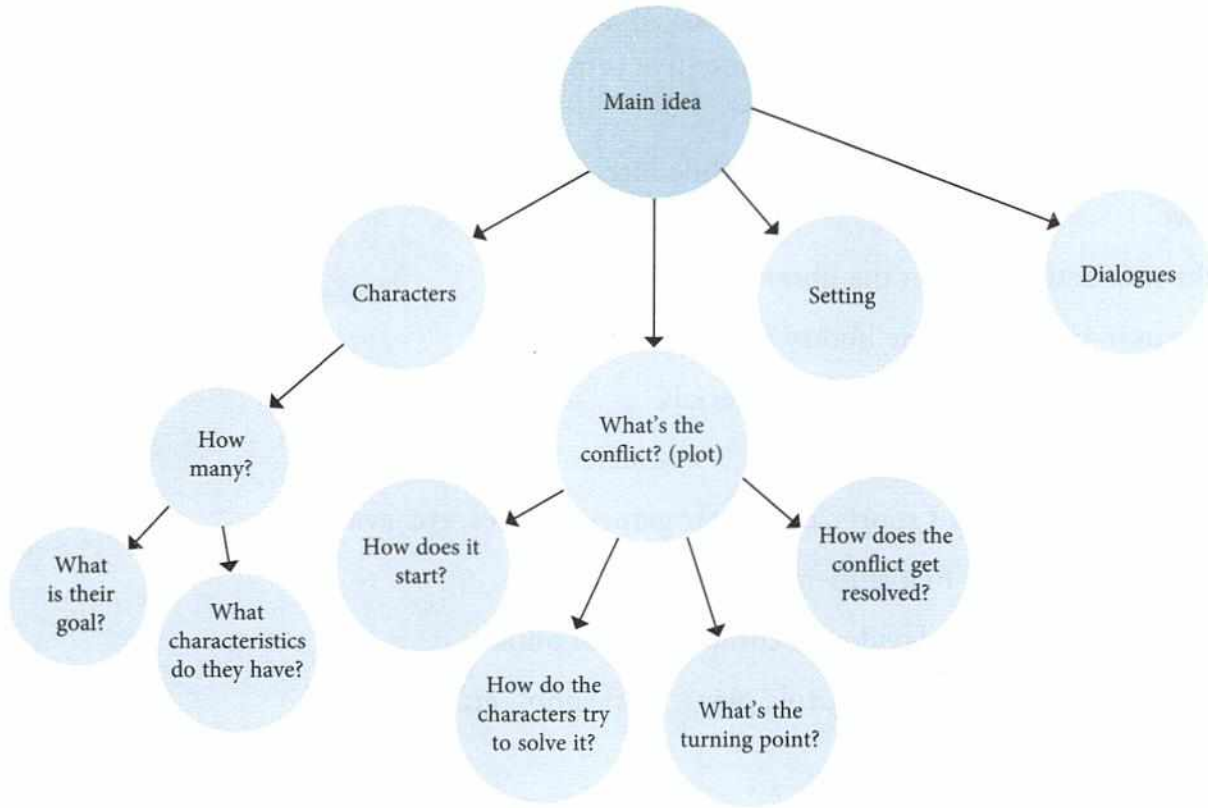 Main idea
Characters
Setting
Dialogues
How
many?
What's the
conflict? (plot)
What
is their
goal?
What
characteristics
do they have?
How does it
start?
How do the
characters try
to solve it?
What's the
turning point?
How does the
conflict get
resolved?